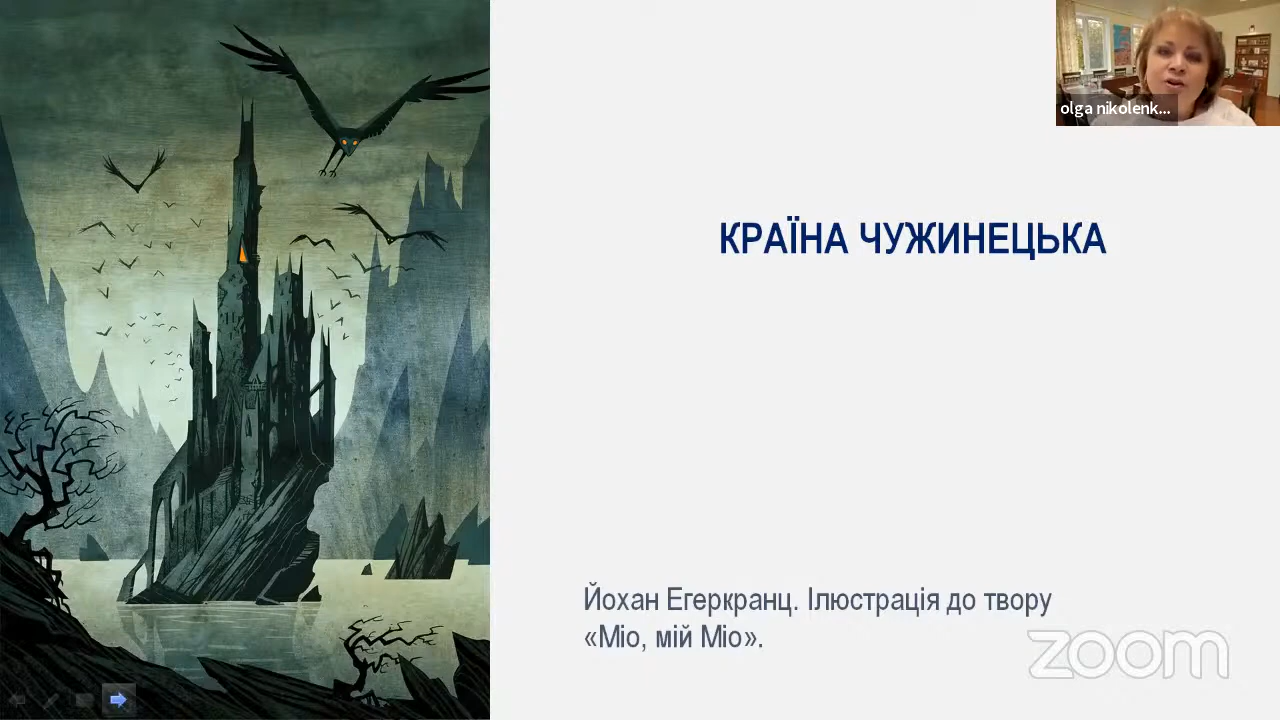 olga nikolenk...
КРАЇНА ЧУЖИНЕЦЬКА
Йохан Егеркранц. Ілюстрація до твору
«Міо, мій Міо».
zoom